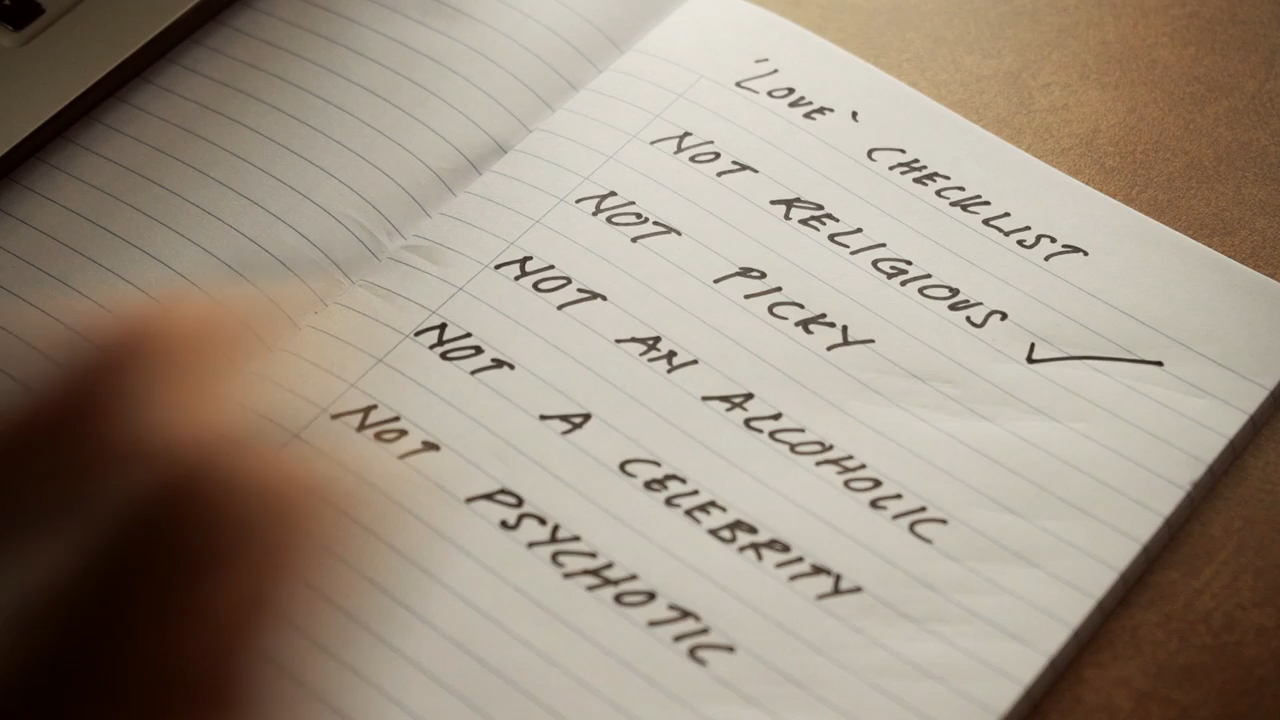 'LOVE' CHECKLIST
NOT RELIGIOUS ✓
NOT PICKY
NOT AN ALCOHOLIC
NOT A CELEBRITY
NOT PSYCHOTIC